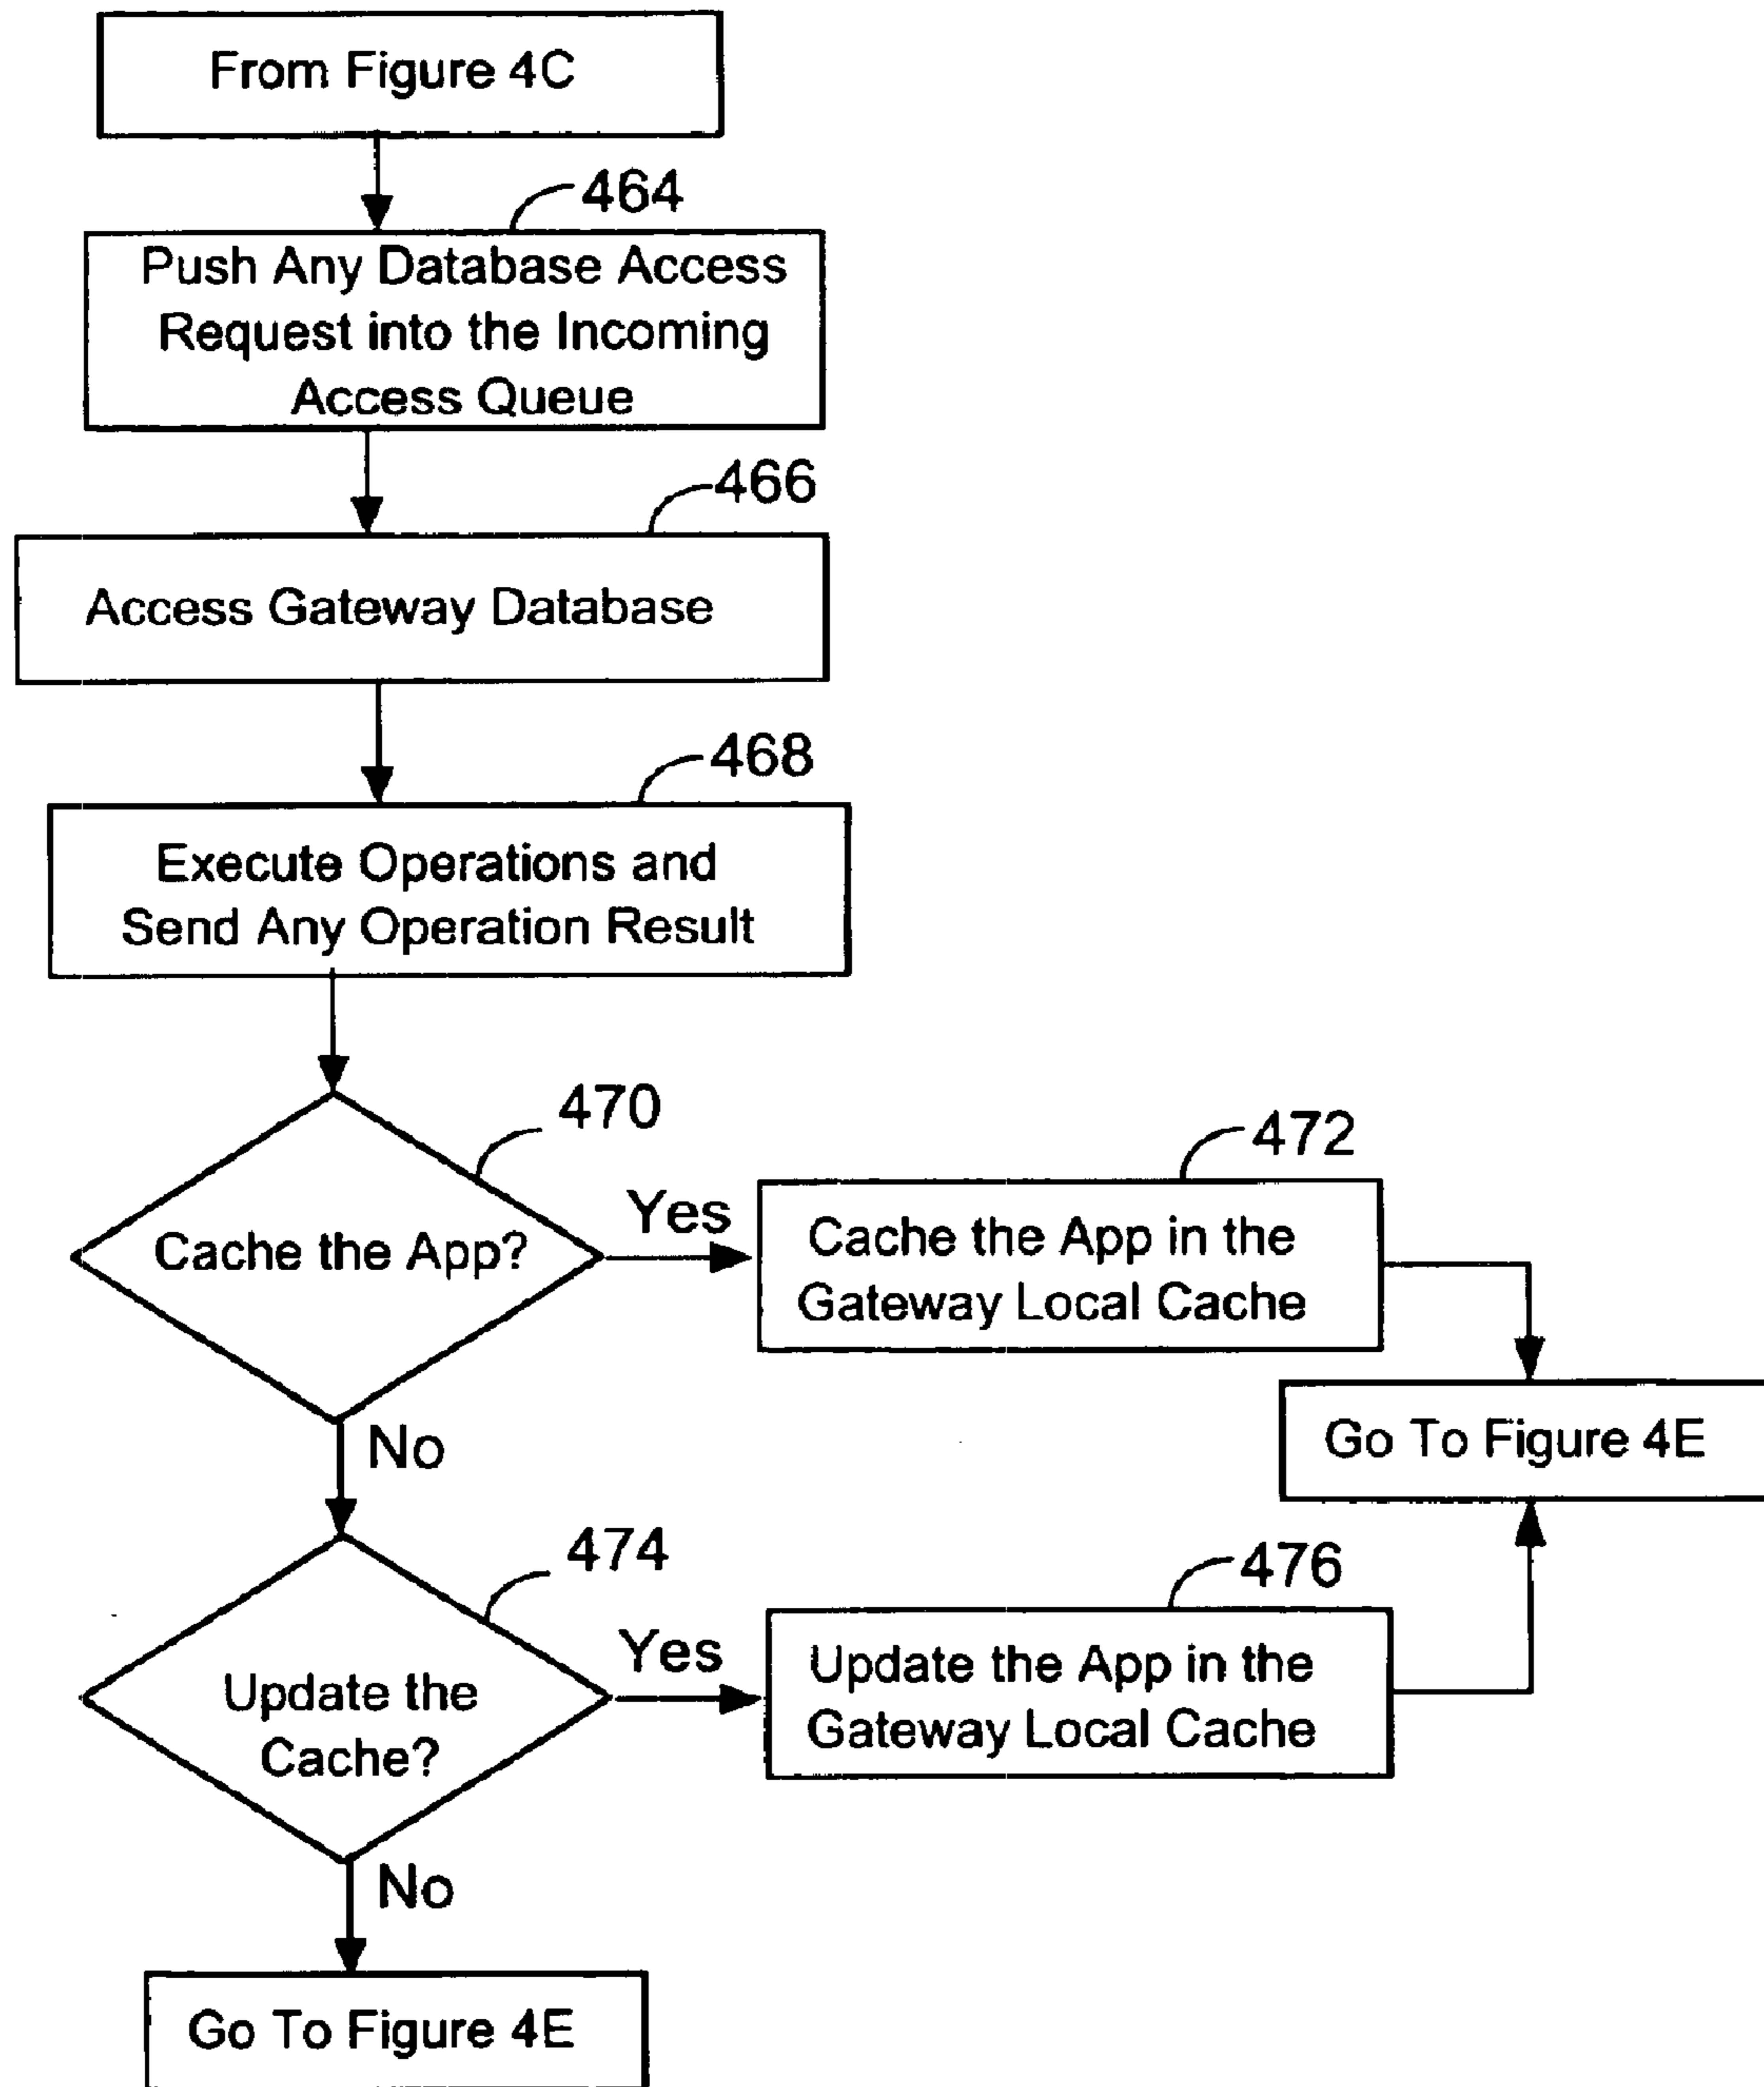 From Figure 4C
464
Push Any Database Access
Request into the Incoming
Access Queue
466
Access Gateway Database
468
Execute Operations and
Send Any Operation Result
470
Cache the App?
Yes
472
Cache the App in the
Gateway Local Cache
Go To Figure 4E
No
474
Update the
Cache?
Yes
476
Update the App in the
Gateway Local Cache
No
Go To Figure 4E